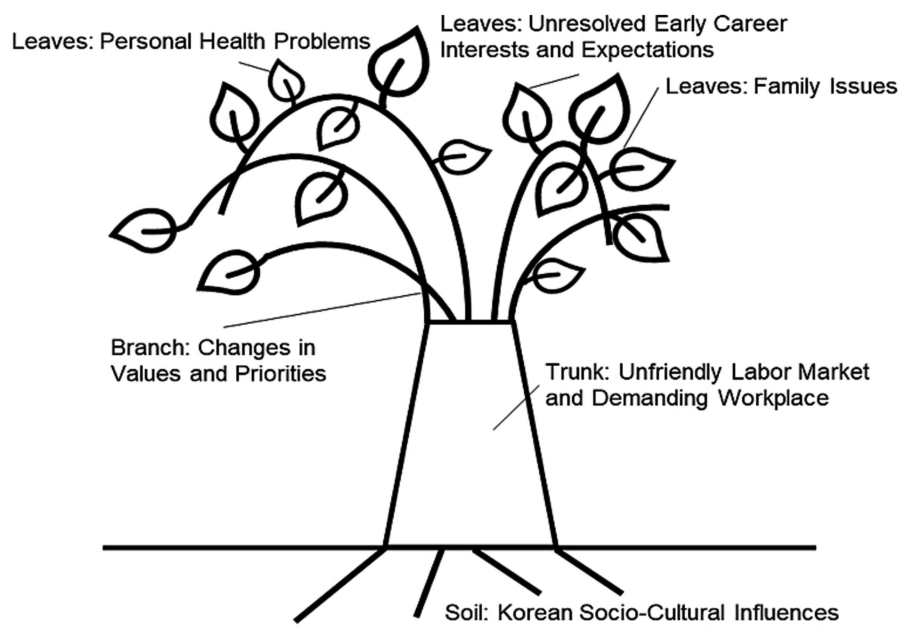 Leaves: Personal Health Problems
Leaves: Unresolved Early Career
Interests and Expectations
Leaves: Family Issues
Branch: Changes in
Values and Priorities
Trunk: Unfriendly Labor Market
and Demanding Workplace
Soil: Korean Socio-Cultural Influences